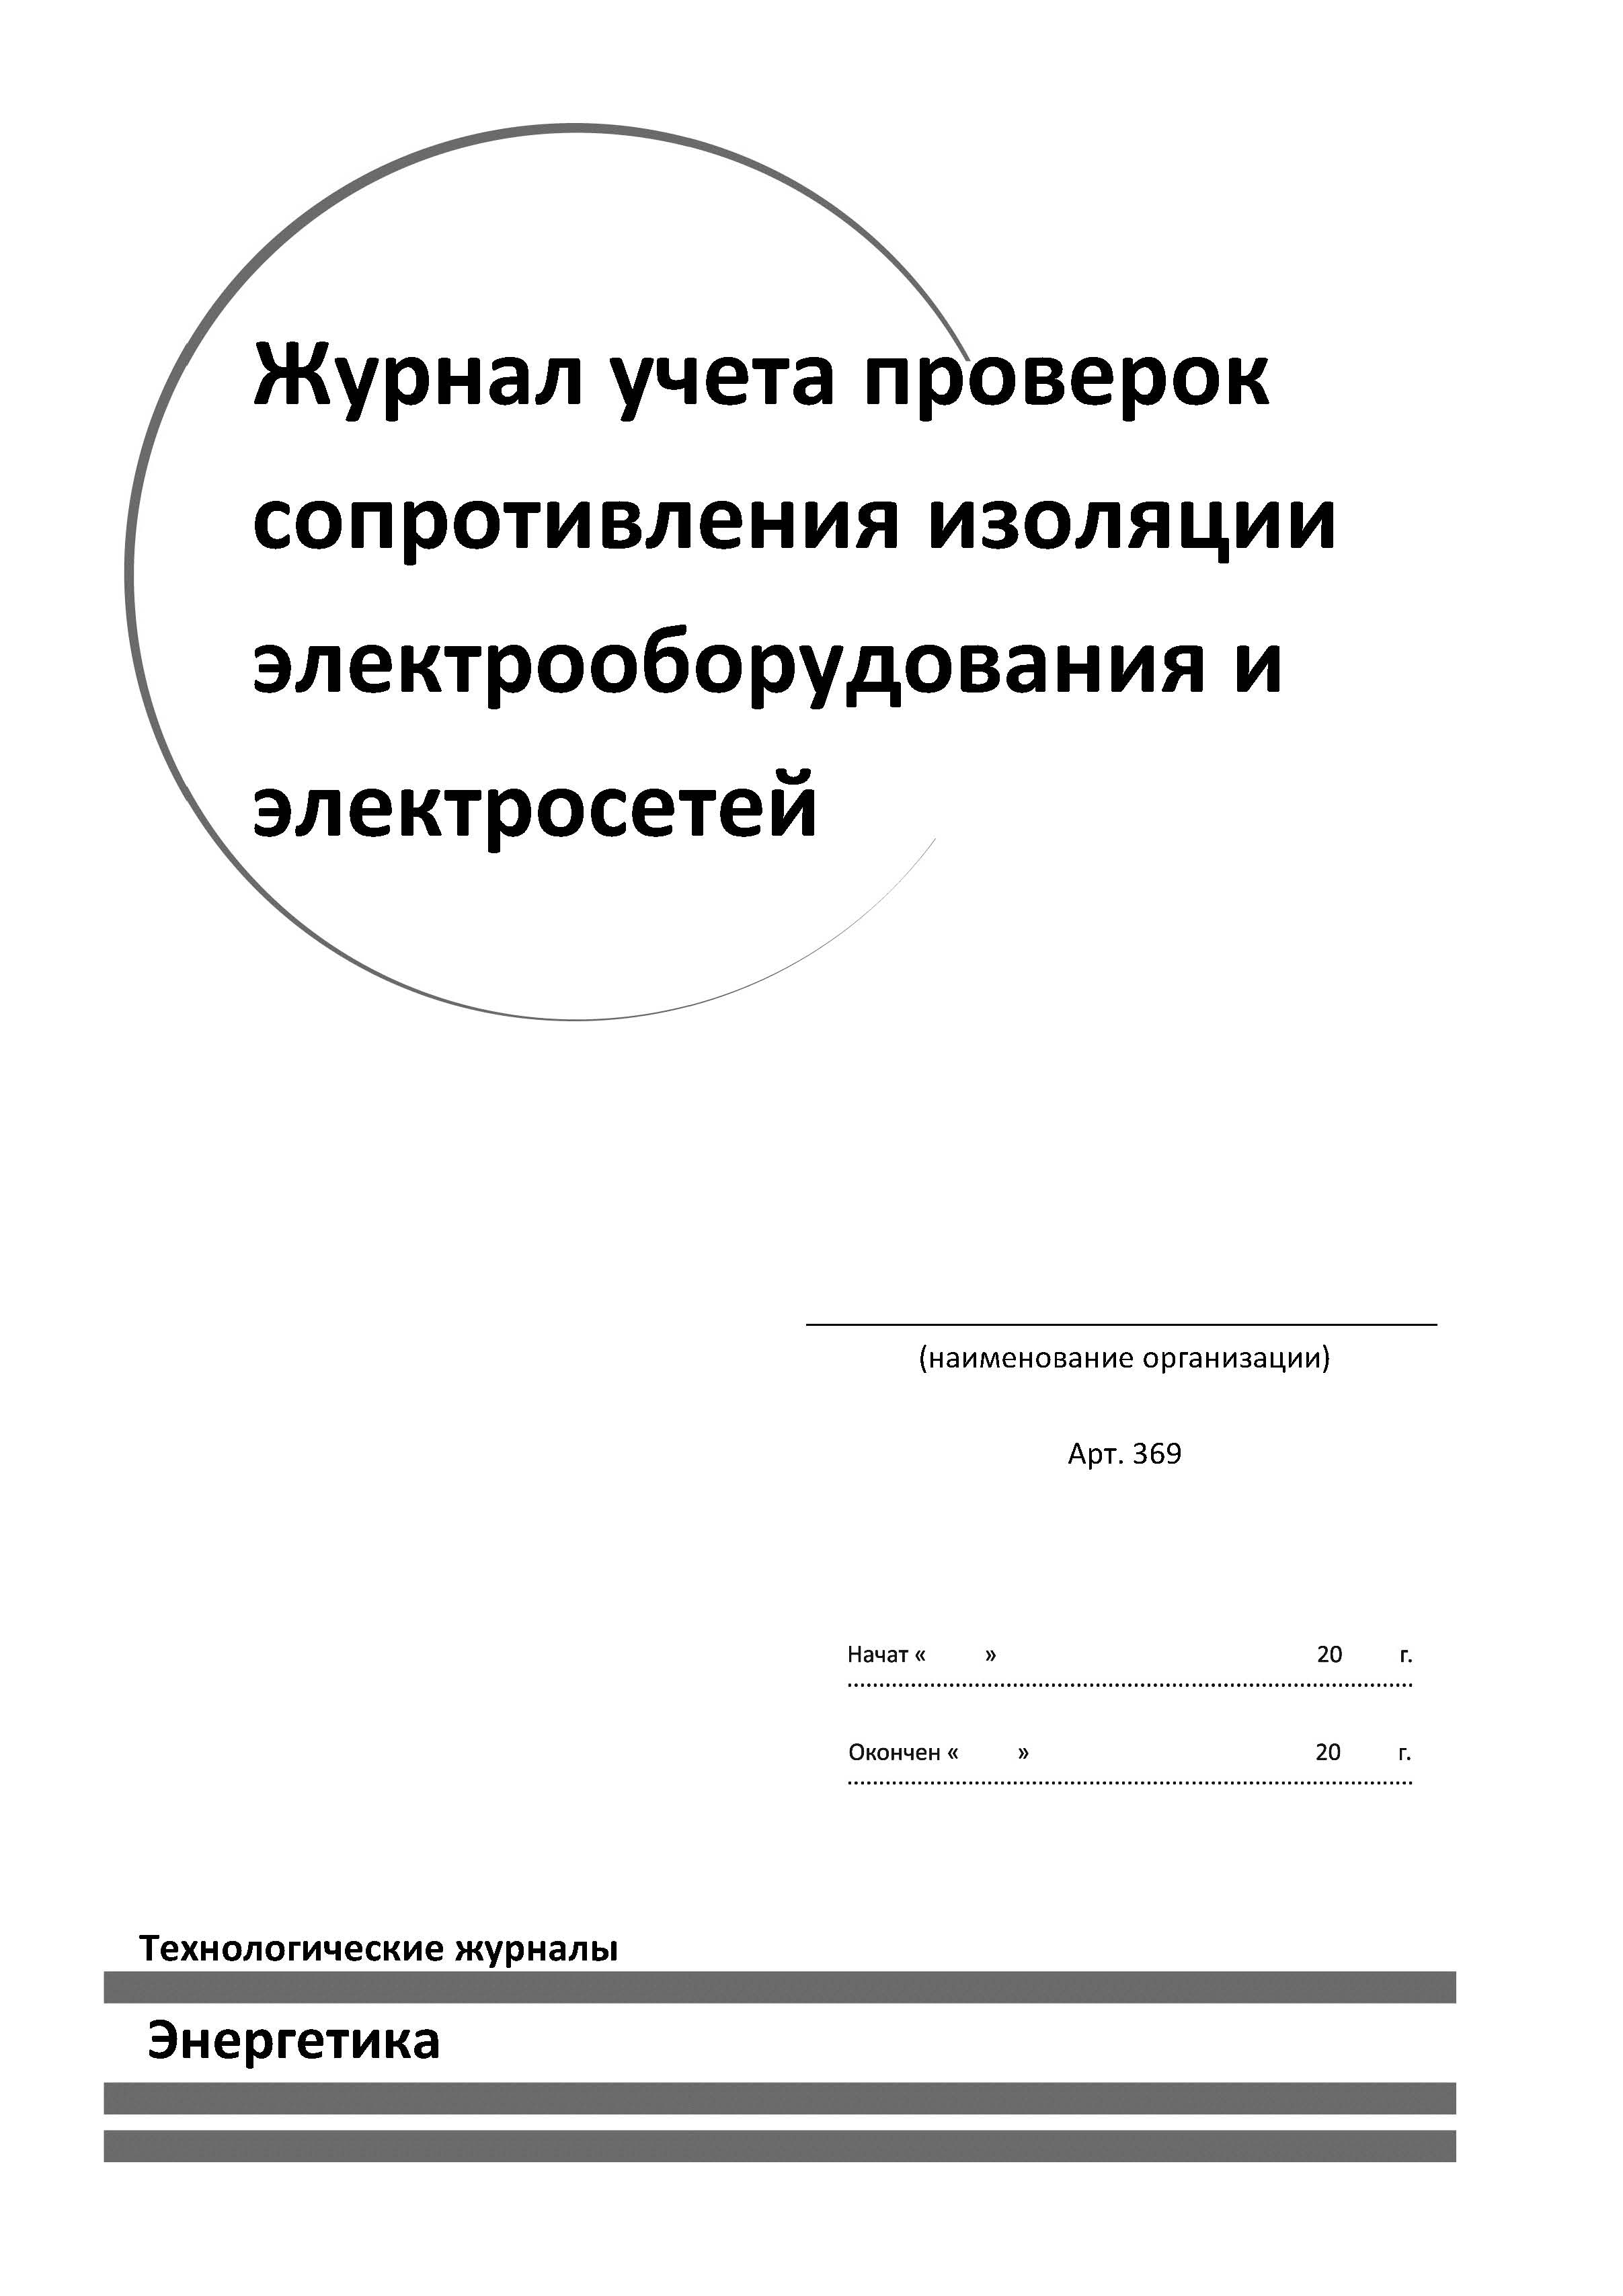 Журнал учета проверок
сопротивления изоляции
электрооборудования и
электросетей
(наименование организации)
Арт. 369
Начат « » 20 г.
Окончен « » 20 г.
Технологические журналы
Энергетика